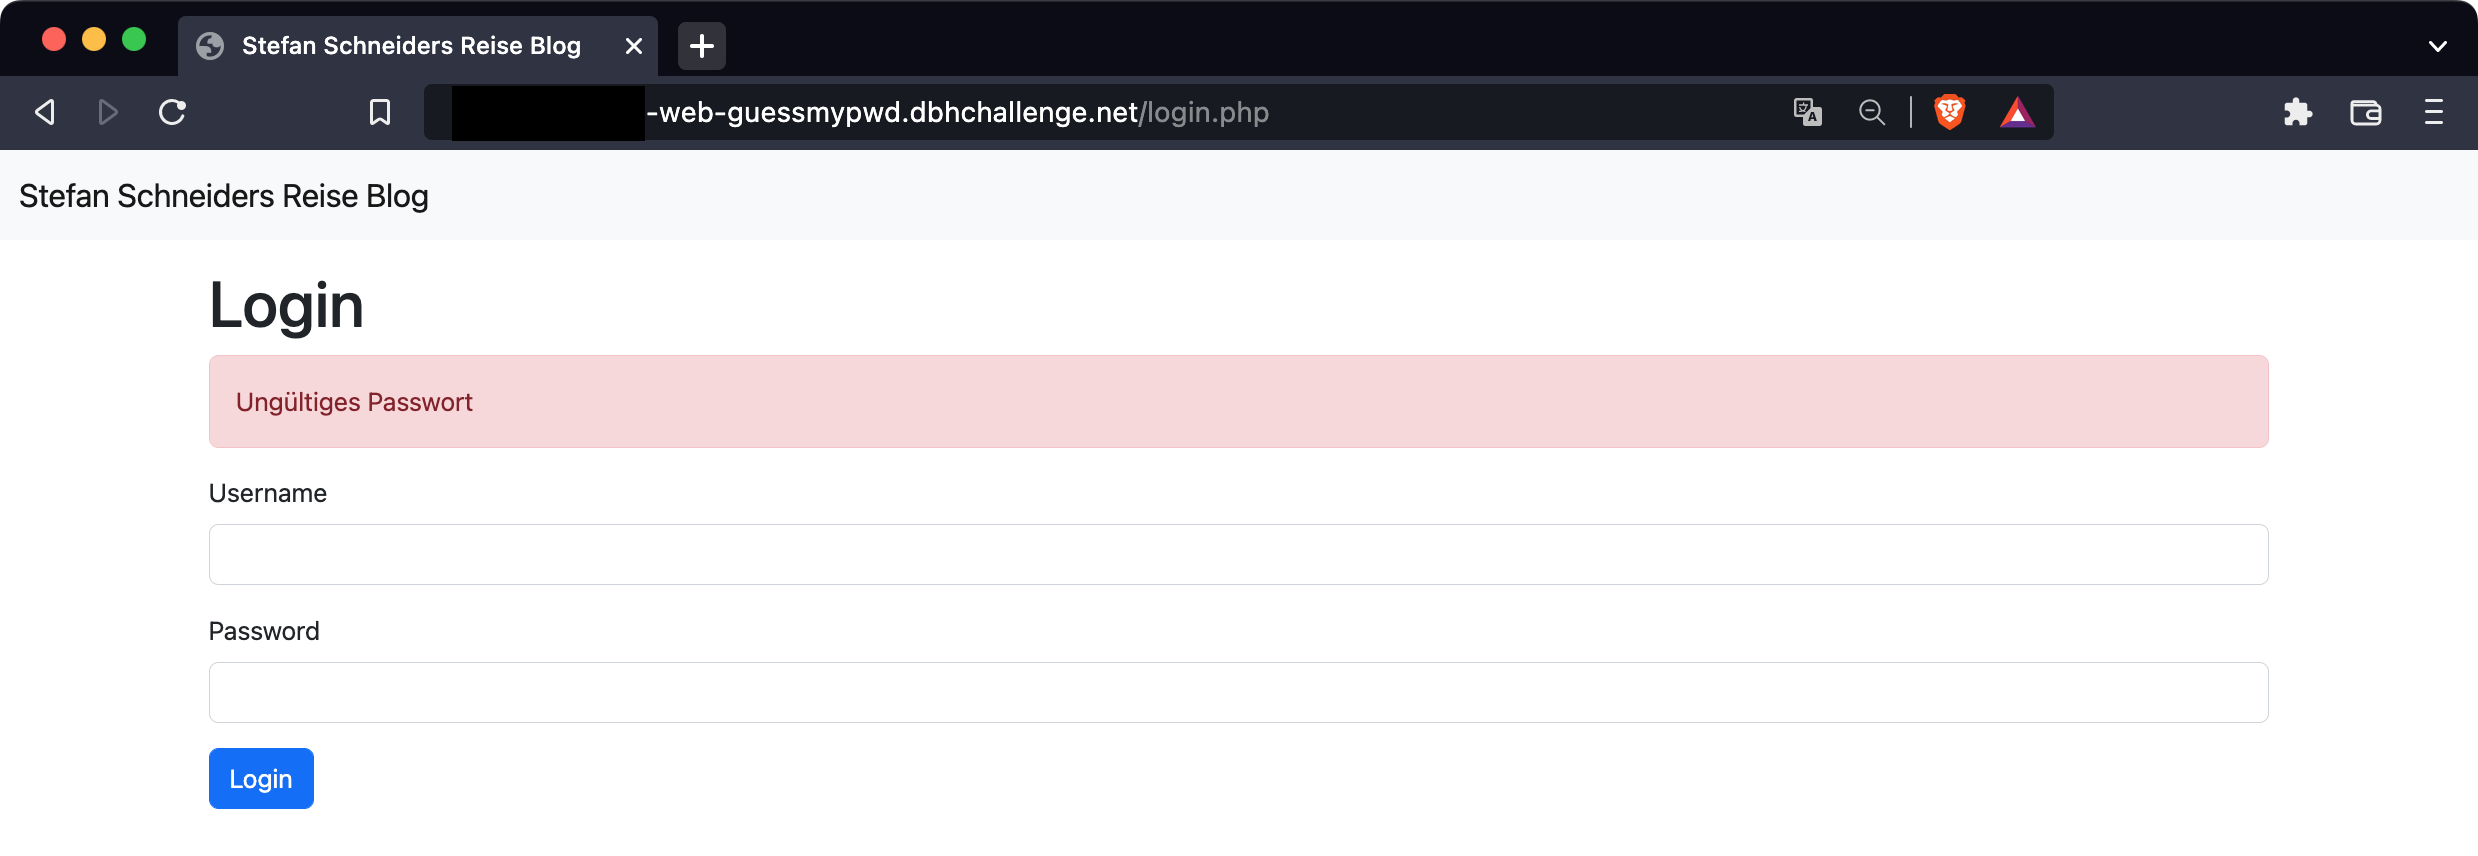 Stefan Schneiders Reise Blog
-web-guessmypwd.dbhchallenge.net/login.php
Stefan Schneiders Reise Blog
Login
Ungültiges Passwort
Username
Password
Login